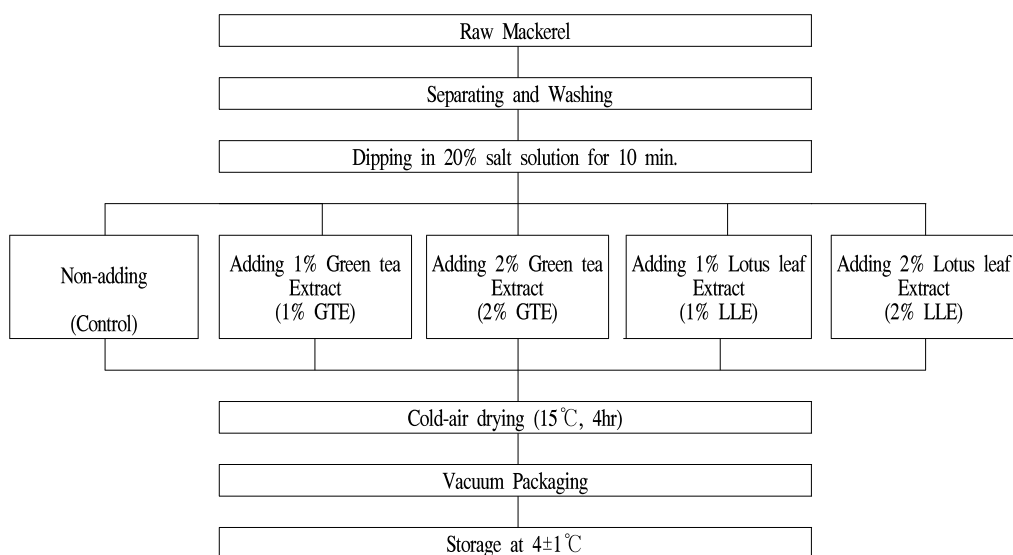 Raw Mackerel
Separating and Washing
Dipping in 20% salt solution for 10 min.
Non-adding
(Control)
Adding 1% Green tea
Extract
(1% GTE)
Adding 2% Green tea
Extract
(2% GTE)
Adding 1% Lotus leaf
Extract
(1% LLE)
Adding 2% Lotus leaf
Extract
(2% LLE)
Cold-air drying (15℃, 4hr)
Vacuum Packaging
Storage at 4±1℃